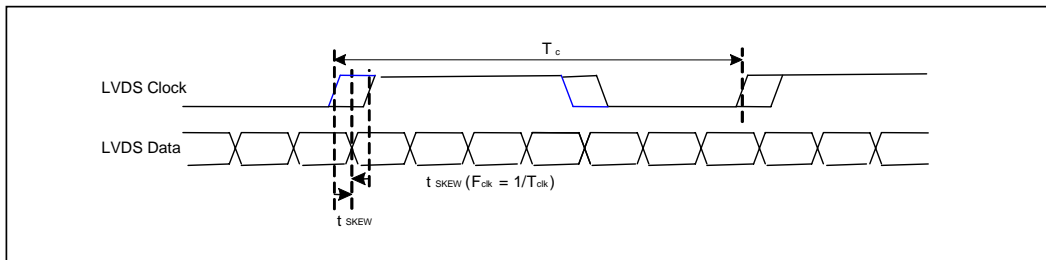 T c
LVDS Clock
LVDS Data
t SKEW (Fclk = 1/Tclk)
t SKEW